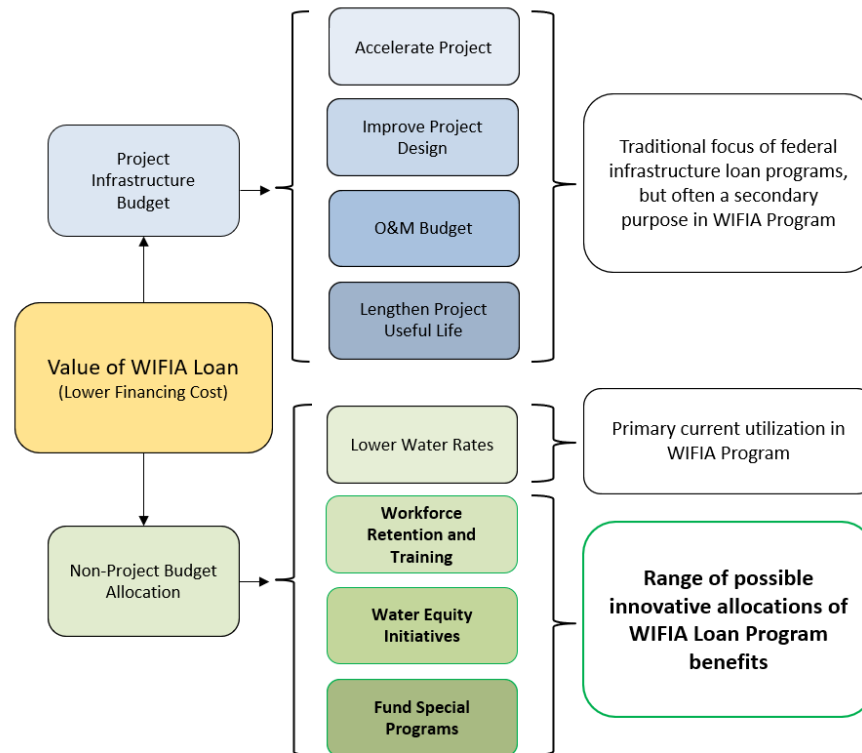 Accelerate Project
Improve Project
Design
O&M Budget
Lengthen Project
Useful Life
Project
Infrastructure
Budget
Traditional focus of federal
infrastructure loan programs,
but often a secondary
purpose in WIFIA Program
Value of WIFIA Loan
(Lower Financing Cost)
Lower Water Rates
Primary current utilization in
WIFIA Program
Workforce
Retention and
Training
Non-Project Budget
Allocation
Water Equity
Initiatives
Fund Special
Programs
Range of possible
innovative allocations of
WIFIA Loan Program
benefits